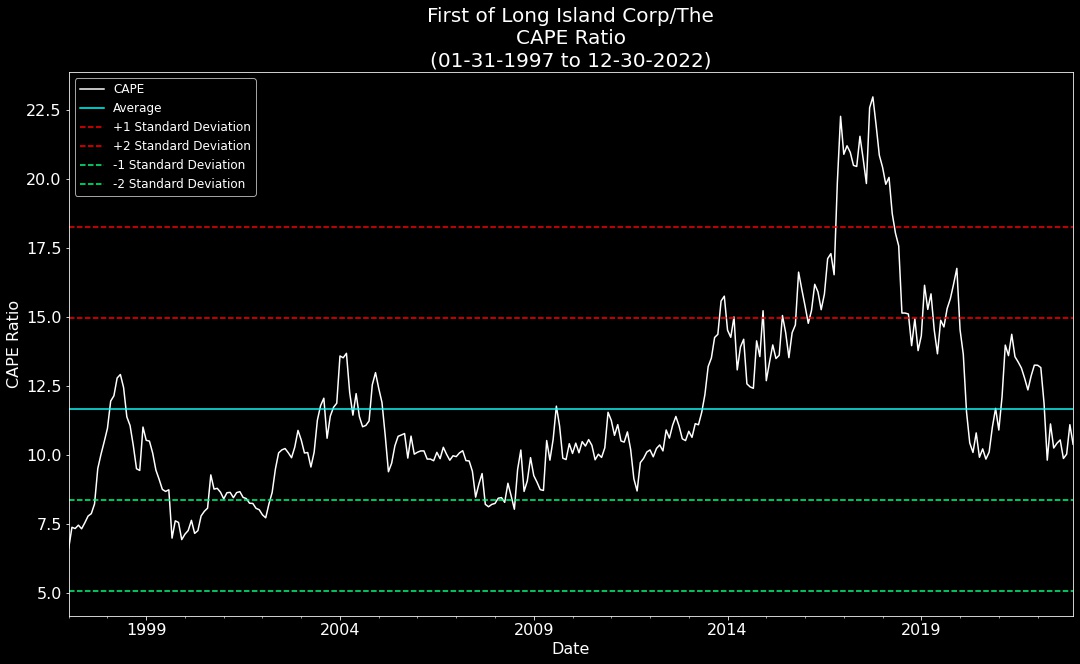 First of Long Island Corp/The
CAPE Ratio
(01-31-1997 to 12-30-2022)
CAPE
Average
+1 Standard Deviation
+2 Standard Deviation
-1 Standard Deviation
-2 Standard Deviation
22.5
20.0
17.5
15.0
12.5
10.0
7.5
5.0
CAPE Ratio
1999
2004
2009
2014
2019
Date